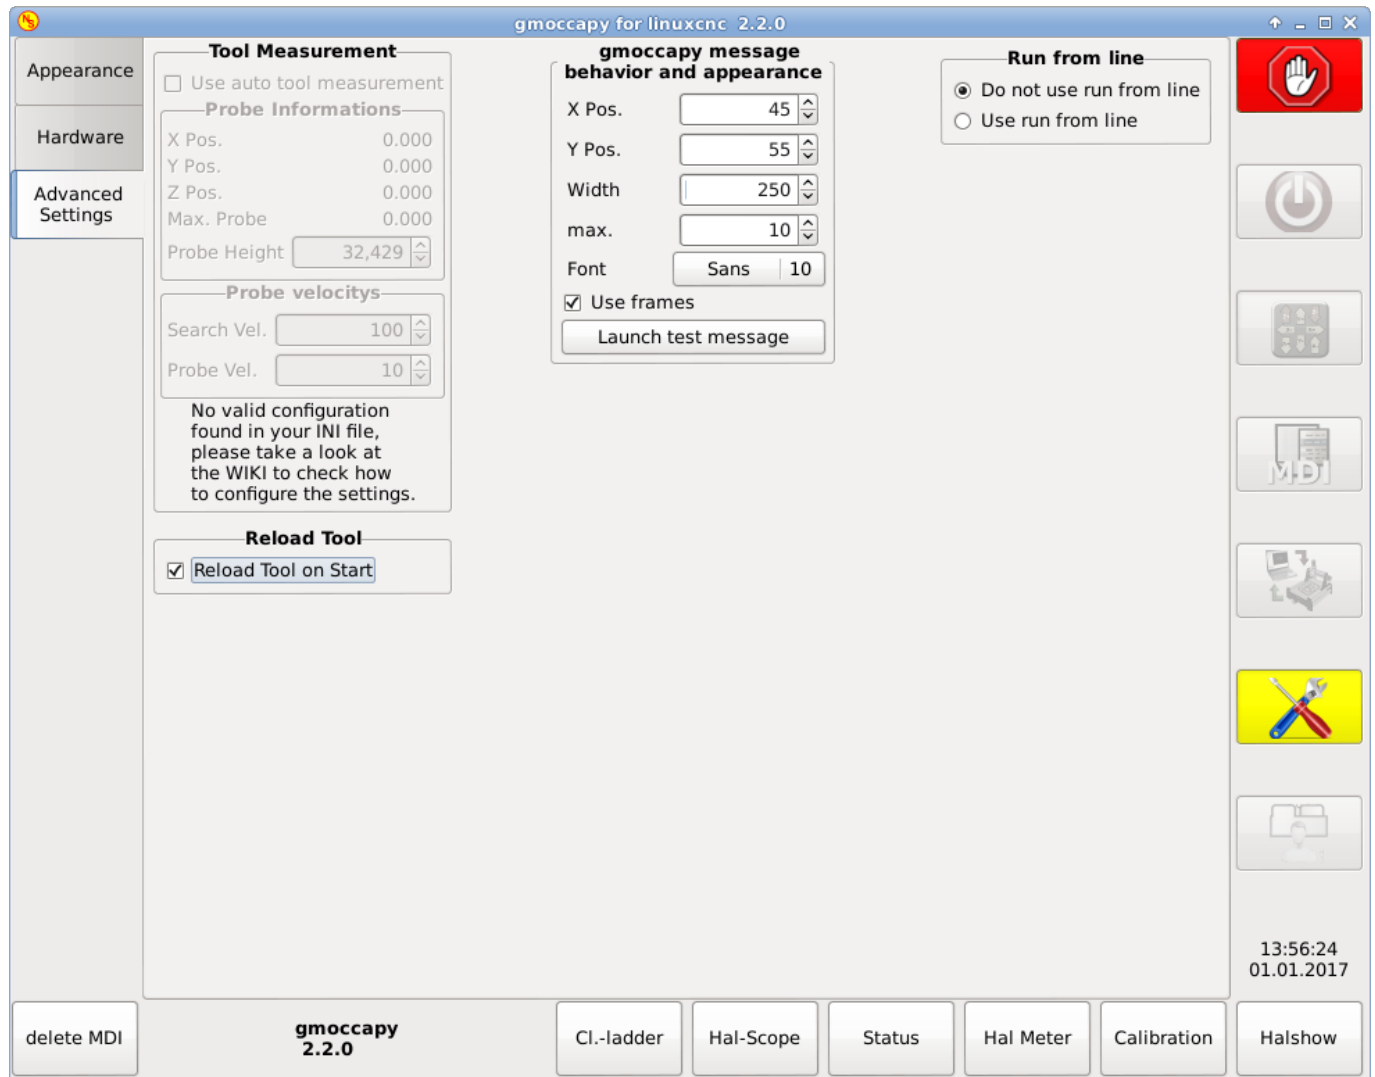 gmoccapy for linuxcnc 2.2.0
Appearance
Hardware
Advanced
Settings
Tool Measurement
Use auto tool measurement
Probe Informations
X Pos. 0.000
Y Pos. 0.000
Z Pos. 0.000
Max. Probe 0.000
Probe Height 32,429
Probe velocitys
Search Vel. 100
Probe Vel. 10
No valid configuration
found in your INI file,
please take a look at
the WIKI to check how
to configure the settings.
Reload Tool
Reload Tool on Start
gmoccapy message
behavior and appearance
X Pos. 45
Y Pos. 55
Width 250
max. 10
Font Sans 10
Use frames
Launch test message
Run from line
Do not use run from line
Use run from line
MDI
13:56:24
01.01.2017
delete MDI
gmoccapy
2.2.0
Cl.-ladder
Hal-Scope
Status
Hal Meter
Calibration
Halshow